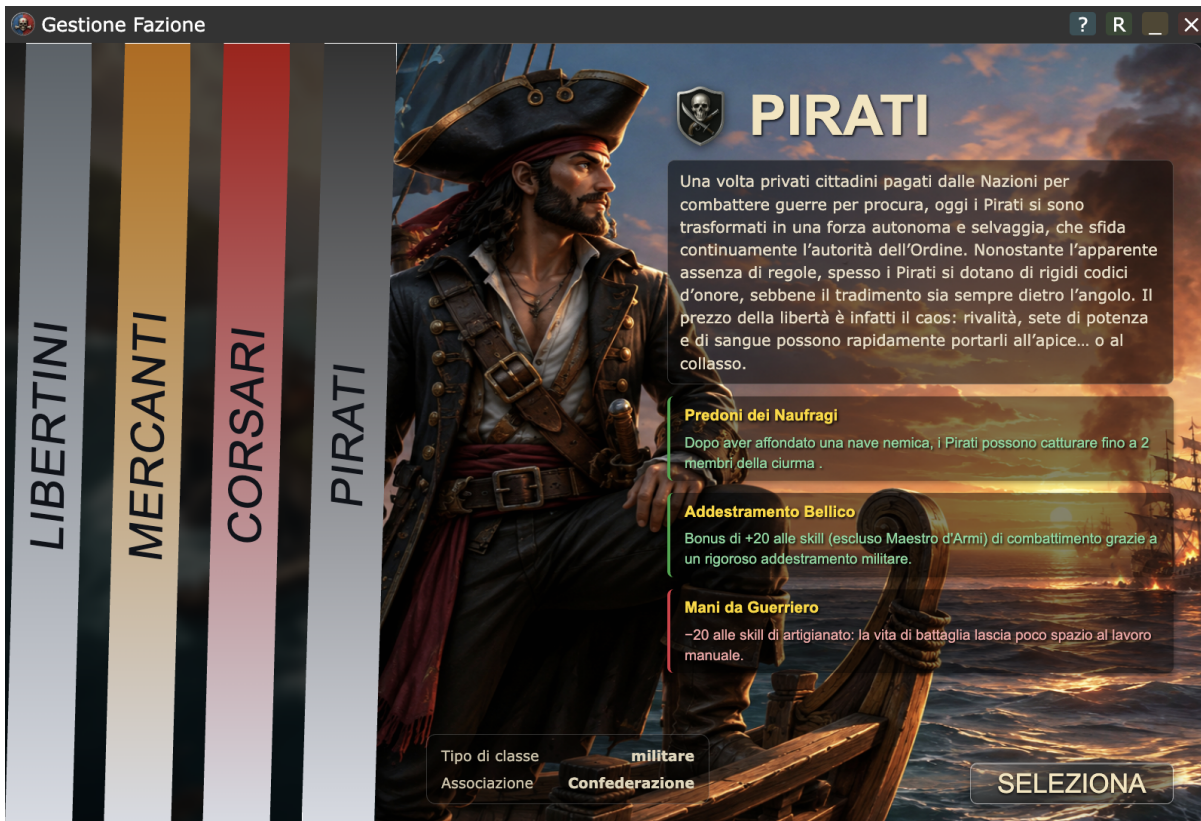 Gestione Fazione
? R _ X
LIBERTINI
MERCANTI
CORSARI
PIRATI
PIRATI
Una volta privati cittadini pagati dalle Nazioni per
combattere guerre per procura, oggi i Pirati si sono
trasformati in una forza autonoma e selvaggia, che sfida
continuamente l'autorità dell'Ordine. Nonostante l'apparente
assenza di regole, spesso i Pirati si dotano di rigidi codici
d'onore, sebbene il tradimento sia sempre dietro l'angolo. Il
prezzo della libertà è infatti il caos: rivalità, sete di potenza
e di sangue possono rapidamente portarli all'apice... o al
collasso.
Predoni dei Naufragi
Dopo aver affondato una nave nemica, i Pirati possono catturare fino a 2
membri della ciurma .
Addestramento Bellico
Bonus di +20 alle skill (escluso Maestro d'Armi) di combattimento grazie a
un rigoroso addestramento militare.
Mani da Guerriero
−20 alle skill di artigianato: la vita di battaglia lascia poco spazio al lavoro
manuale.
Tipo di classe militare
Associazione Confederazione
SELEZIONA